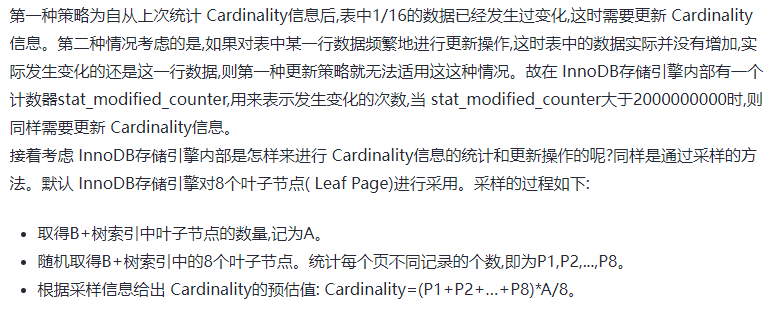 第一种策略为自从上次统计 Cardinality信息后,表中1/16的数据已经发生过变化,这时需要更新 Cardinality
信息。第二种情况考虑的是,如果对表中某一行数据频繁地进行更新操作,这时表中的数据实际并没有增加,实
际发生变化的还是这一行数据,则第一种更新策略就无法适用这这种情况。故在 InnoDB存储引擎内部有一个
计数器stat_modified_counter,用来表示发生变化的次数,当 stat_modified_counter大于2000000000时,则
同样需要更新 Cardinality信息。
接着考虑 InnoDB存储引擎内部是怎样来进行 Cardinality信息的统计和更新操作的呢?同样是通过采样的方
法。默认 InnoDB存储引擎对8个叶子节点( Leaf Page)进行采用。采样的过程如下:
• 取得B+树索引中叶子节点的数量,记为A。
• 随机取得B+树索引中的8个叶子节点。统计每个页不同记录的个数,即为P1,P2,...,P8。
• 根据采样信息给出 Cardinality的预估值: Cardinality=(P1+P2+…+P8)*A/8。